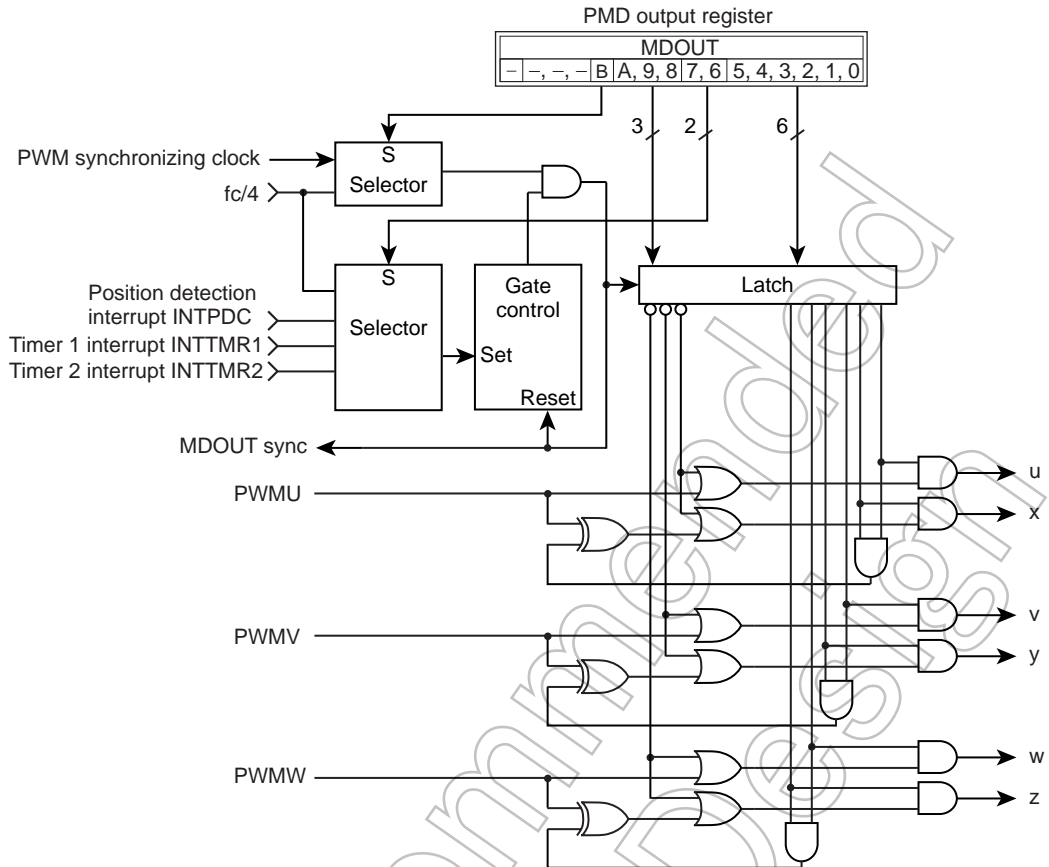 PMD output register
MDOUT
– –, –, – B A, 9, 8 7, 6 5, 4, 3, 2, 1, 0
3 2 6
PWM synchronizing clock
S
Selector
fc/4
S
Selector
Gate
control
Set
Reset
Latch
Position detection
interrupt INTPDC
Timer 1 interrupt INTTMR1
Timer 2 interrupt INTTMR2
MDOUT sync
PWMU
u
x
PWMV
v
y
PWMW
w
z
ommended
Design